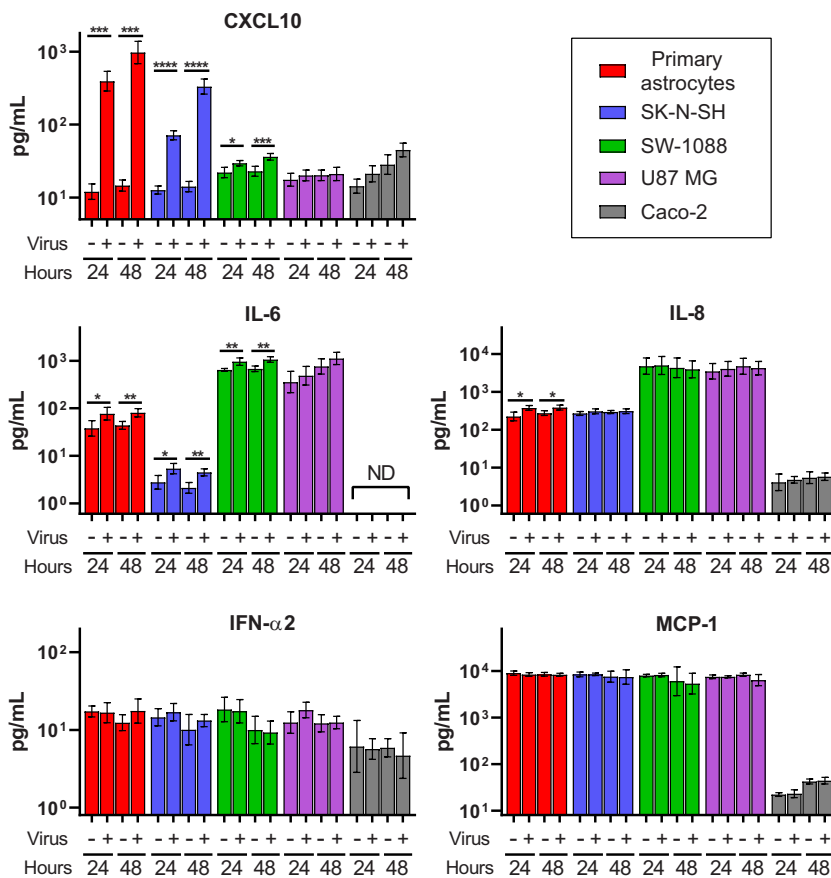 CXCL10
*** *** **** **** * ***
pg/mL
10³
10²
10¹
Virus - + - + - + - + - + - + - + - + - + - +
Hours 24 48 24 48 24 48 24 48 24 48
Primary
astrocytes
SK-N-SH
SW-1088
U87 MG
Caco-2
IL-6
* ** * ** ** **
ND
pg/mL
10³
10²
10¹
10⁰
Virus - + - + - + - + - + - + - + - + - + - +
Hours 24 48 24 48 24 48 24 48 24 48
IL-8
* *
pg/mL
10⁴
10³
10²
10¹
10⁰
Virus - + - + - + - + - + - + - + - + - + - +
Hours 24 48 24 48 24 48 24 48 24 48
IFN-α2
pg/mL
10²
10¹
10⁰
Virus - + - + - + - + - + - + - + - + - + - +
Hours 24 48 24 48 24 48 24 48 24 48
MCP-1
pg/mL
10⁴
10³
10²
10¹
Virus - + - + - + - + - + - + - + - + - + - +
Hours 24 48 24 48 24 48 24 48 24 48